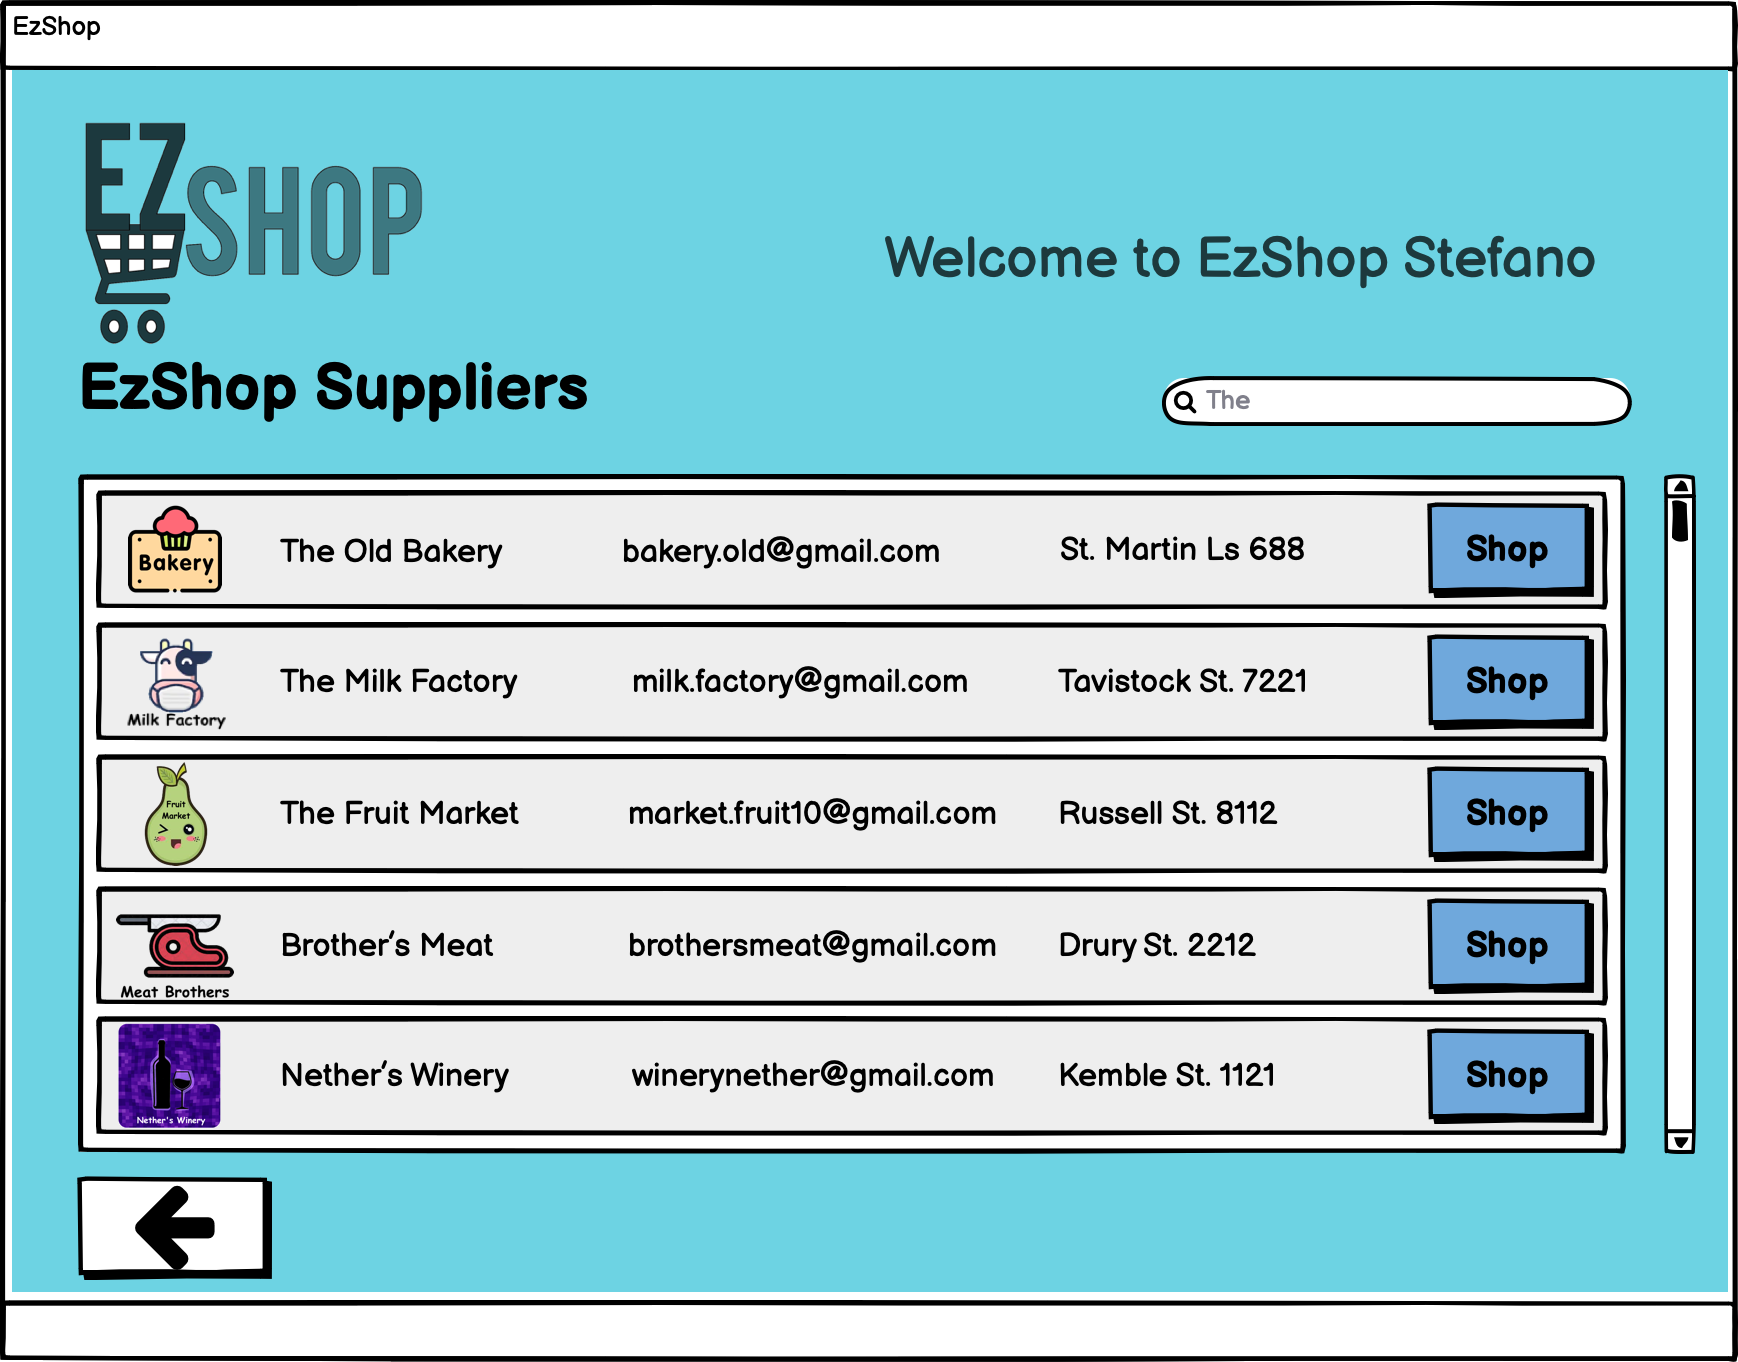 EzShop
EZSHOP
Welcome to EzShop Stefano
EzShop Suppliers
The
Bakery
The Old Bakery bakery.old@gmail.com St. Martin Ls 688 Shop
The Milk Factory milk.factory@gmail.com Tavistock St. 7221 Shop
Milk Factory
Fruit
Market
The Fruit Market market.fruit10@gmail.com Russell St. 8112 Shop
Brother's Meat brothersmeat@gmail.com Drury St. 2212 Shop
Meat Brothers
Nether's Winery winerynether@gmail.com Kemble St. 1121 Shop
Nether's Winery